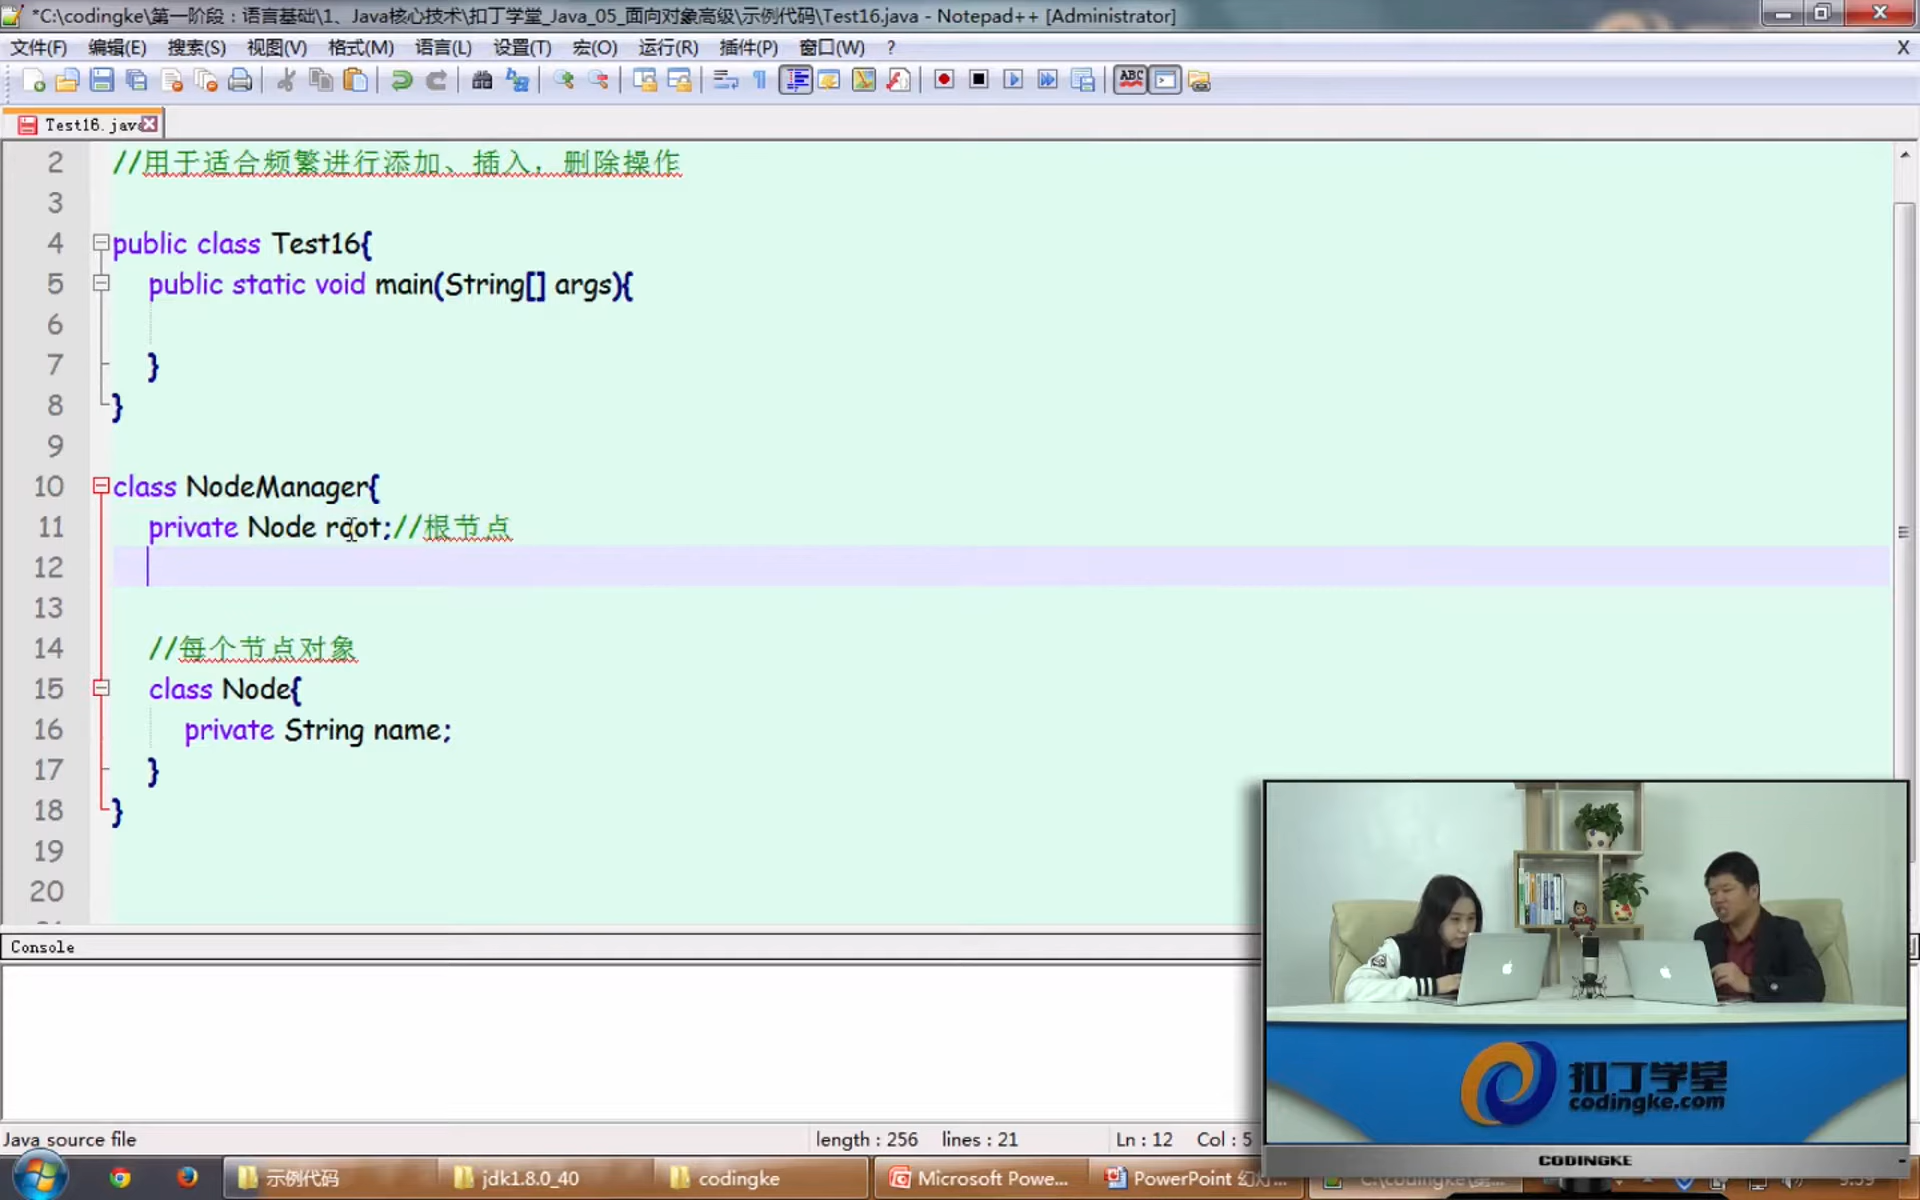 *C:\codingke\第一阶段：语言基础\1、Java核心技术\扣丁学堂_Java_05_面向对象高级\示例代码\Test16.java - Notepad++ [Administrator]
文件(F) 编辑(E) 搜索(S) 视图(V) 格式(M) 语言(L) 设置(T) 宏(O) 运行(R) 插件(P) 窗口(W) ? X
ABC
Test16.java
2 //用于适合频繁进行添加、插入，删除操作
3
4 public class Test16{
5 public static void main(String[] args){
6
7 }
8 }
9
10 class NodeManager{
11 private Node root;//根节点
12
13
14 //每个节点对象
15 class Node{
16 private String name;
17 }
18 }
19
20
Console
扣丁学堂
codingke.com
CODINGKE
Java source file length : 256 lines : 21 Ln : 12 Col : 5
示例代码 jdk1.8.0_40 codingke Microsoft Powe... PowerPoint 幻灯...